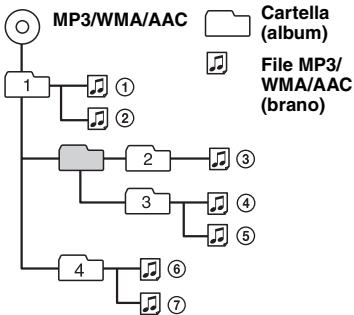 MP3/WMA/AAC
Cartella
(album)
File MP3/
WMA/AAC
(brano)
1
①
②
2
③
3
④
⑤
4
⑥
⑦